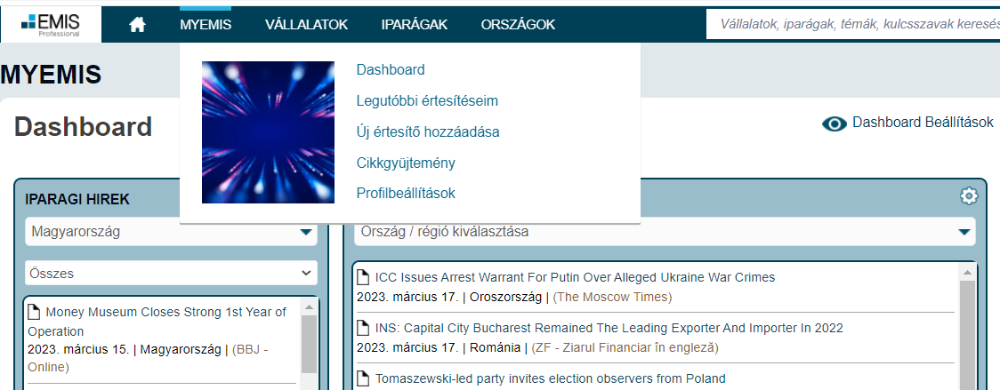 EMIS
Professional
MYEMIS
VÁLLALATOK
IPARÁGAK
ORSZÁGOK
Vállalatok, iparágak, témák, kulcsszavak keresés
MYEMIS
Dashboard
Legutóbbi értesítéseim
Új értesítő hozzáadása
Cikkgyüjtemény
Profilbeállítások
Dashboard
Dashboard Beállítások
IPARAGI HIREK
Magyarország
Összes
Money Museum Closes Strong 1st Year of
Operation
2023. március 15. | Magyarország | (BBJ -
Online)
Ország / régió kiválasztása
ICC Issues Arrest Warrant For Putin Over Alleged Ukraine War Crimes
2023. március 17. | Oroszország | (The Moscow Times)
INS: Capital City Bucharest Remained The Leading Exporter And Importer In 2022
2023. március 17. | Románia | (ZF - Ziarul Financiar în engleză)
Tomaszewski-led party invites election observers from Poland